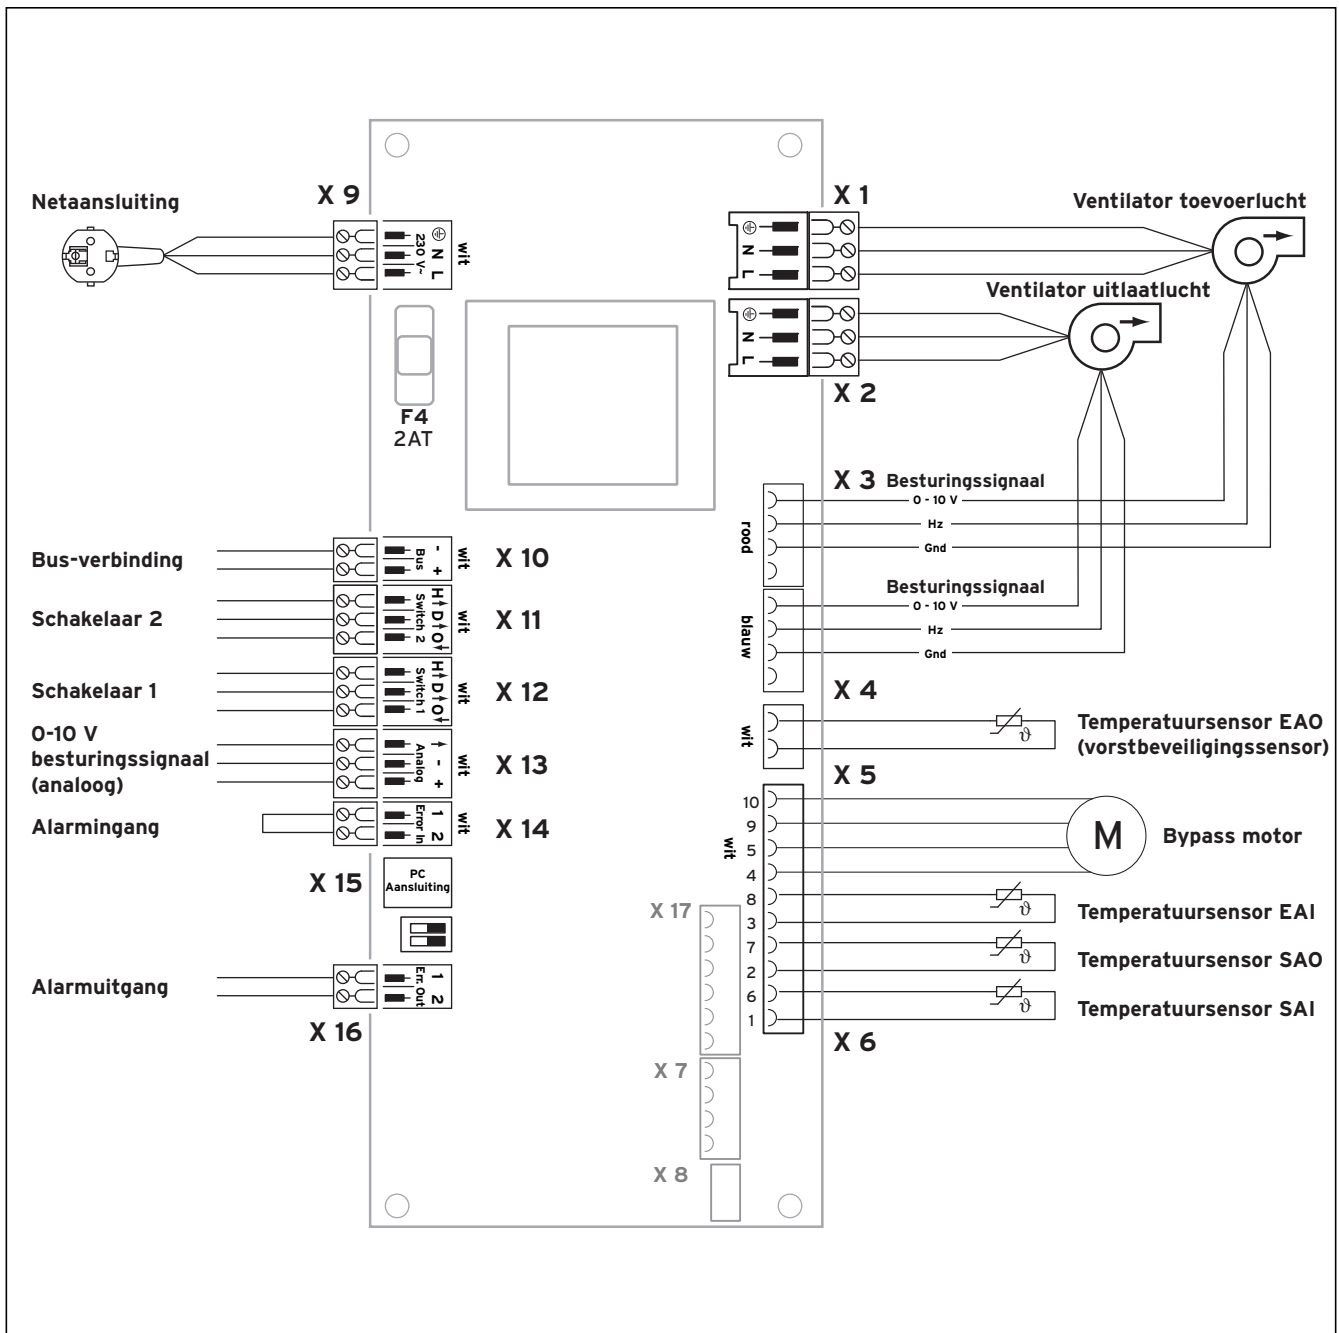 Netaansluiting
X 9
230 V~
N
L
wit
F4
2AT
X 1
N
L
Ventilator toevoerlucht
Ventilator uitlaatlucht
N
L
X 2
X 3
Besturingssignaal
0 - 10 V
Hz
Gnd
rood
Besturingssignaal
0 - 10 V
Hz
Gnd
blauw
X 4
Bus-verbinding
Bus
-
+
wit
X 10
Schakelaar 2
Switch 2
H
D
O
wit
X 11
Schakelaar 1
Switch 1
H
D
O
wit
X 12
0-10 V
besturingssignaal
(analoog)
Analog
-
+
wit
X 13
Alarmingang
Error In
1
2
wit
X 14
X 15
PC
Aansluiting
Alarmuitgang
Err. Out
1
2
X 16
wit
Temperatuursensor EAO
(vorstbeveiligingssensor)
ϑ
X 5
10
9
5
4
8
3
7
2
6
1
wit
M
Bypass motor
ϑ
Temperatuursensor EAI
ϑ
Temperatuursensor SAO
ϑ
Temperatuursensor SAI
X 6
X 17
X 7
X 8